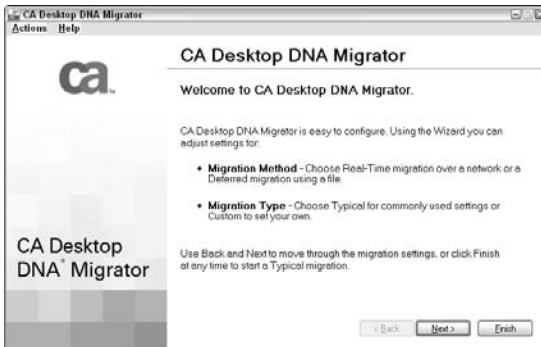 CA Desktop DNA Migrator
Actions Help
ca
CA Desktop DNA Migrator
Welcome to CA Desktop DNA Migrator.
CA Desktop DNA Migrator is easy to configure. Using the Wizard you can
adjust settings for:
• Migration Method - Choose Real-Time migration over a network or a
Deferred migration using a file.
• Migration Type - Choose Typical for commonly used settings or
Custom to set your own.
Use Back and Next to move through the migration settings, or click Finish
at any time to start a Typical migration.
CA Desktop
DNA Migrator
< Back Next > Finish